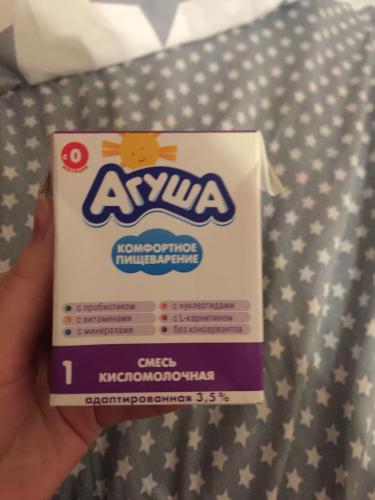 с 0
месяцев
АГУША
КОМФОРТНОЕ
ПИЩЕВАРЕНИЕ
с пробиотиком
с нуклеотидами
с витаминами
с L-карнитином
с минералами
без консервантов
1
СМЕСЬ
КИСЛОМОЛОЧНАЯ
адаптированная 3,5%